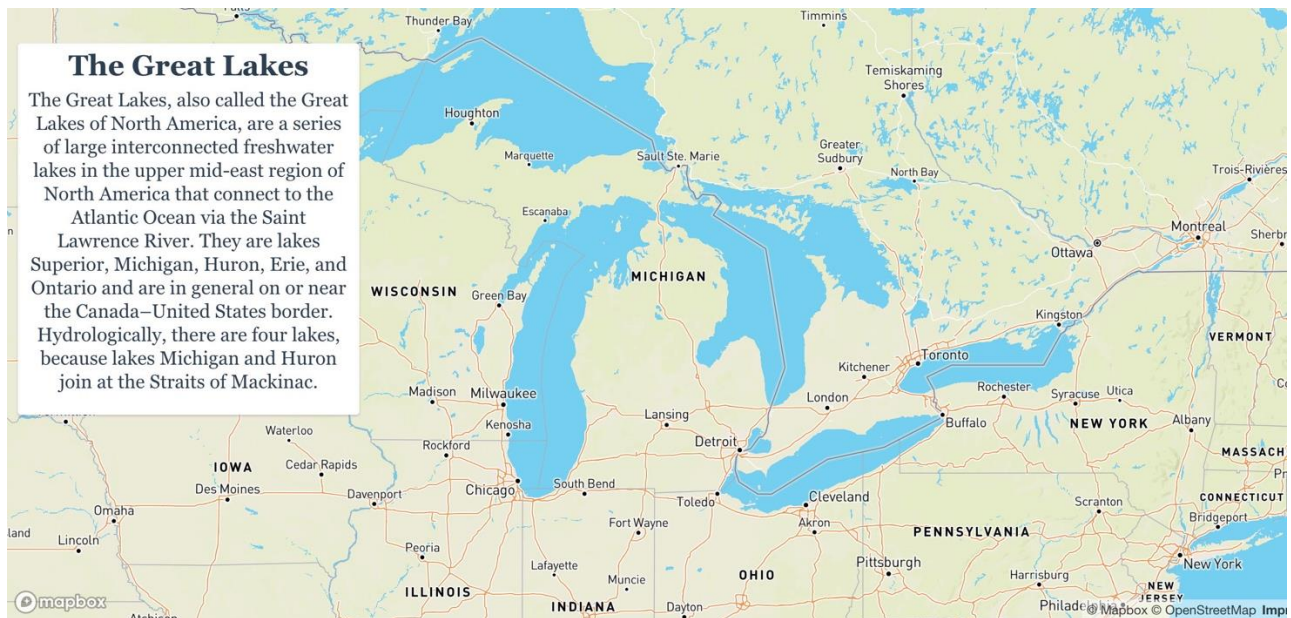 The Great Lakes
The Great Lakes, also called the Great
Lakes of North America, are a series
of large interconnected freshwater
lakes in the upper mid-east region of
North America that connect to the
Atlantic Ocean via the Saint
Lawrence River. They are lakes
Superior, Michigan, Huron, Erie, and
Ontario and are in general on or near
the Canada–United States border.
Hydrologically, there are four lakes,
because lakes Michigan and Huron
join at the Straits of Mackinac.
Thunder Bay
Timmins
Temiskaming
Shores
Houghton
Marquette
Sault Ste. Marie
Greater
Sudbury
North Bay
Trois-Rivières
Escanaba
Montreal
Sherbr
Ottawa
WISCONSIN
Green Bay
MICHIGAN
Kingston
VERMONT
Toronto
Kitchener
Madison
Milwaukee
London
Rochester
Syracuse
Utica
Lansing
Buffalo
NEW YORK
Albany
Kenosha
Waterloo
Rockford
Detroit
MASSACH
IOWA
Cedar Rapids
Des Moines
Davenport
Chicago
South Bend
Toledo
Cleveland
Scranton
CONNECTICUT
Bridgeport
Omaha
Fort Wayne
Akron
PENNSYLVANIA
Lincoln
Peoria
Lafayette
Muncie
OHIO
Pittsburgh
Harrisburg
New York
NEW
JERSEY
ILLINOIS
INDIANA
Dayton
mapbox
© Mapbox © OpenStreetMap Impr